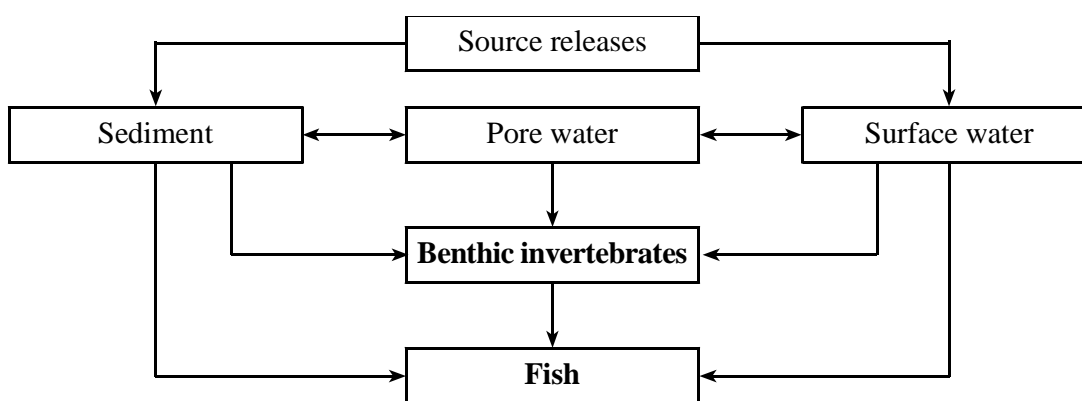 Source releases
Sediment
Pore water
Surface water
Benthic invertebrates
Fish